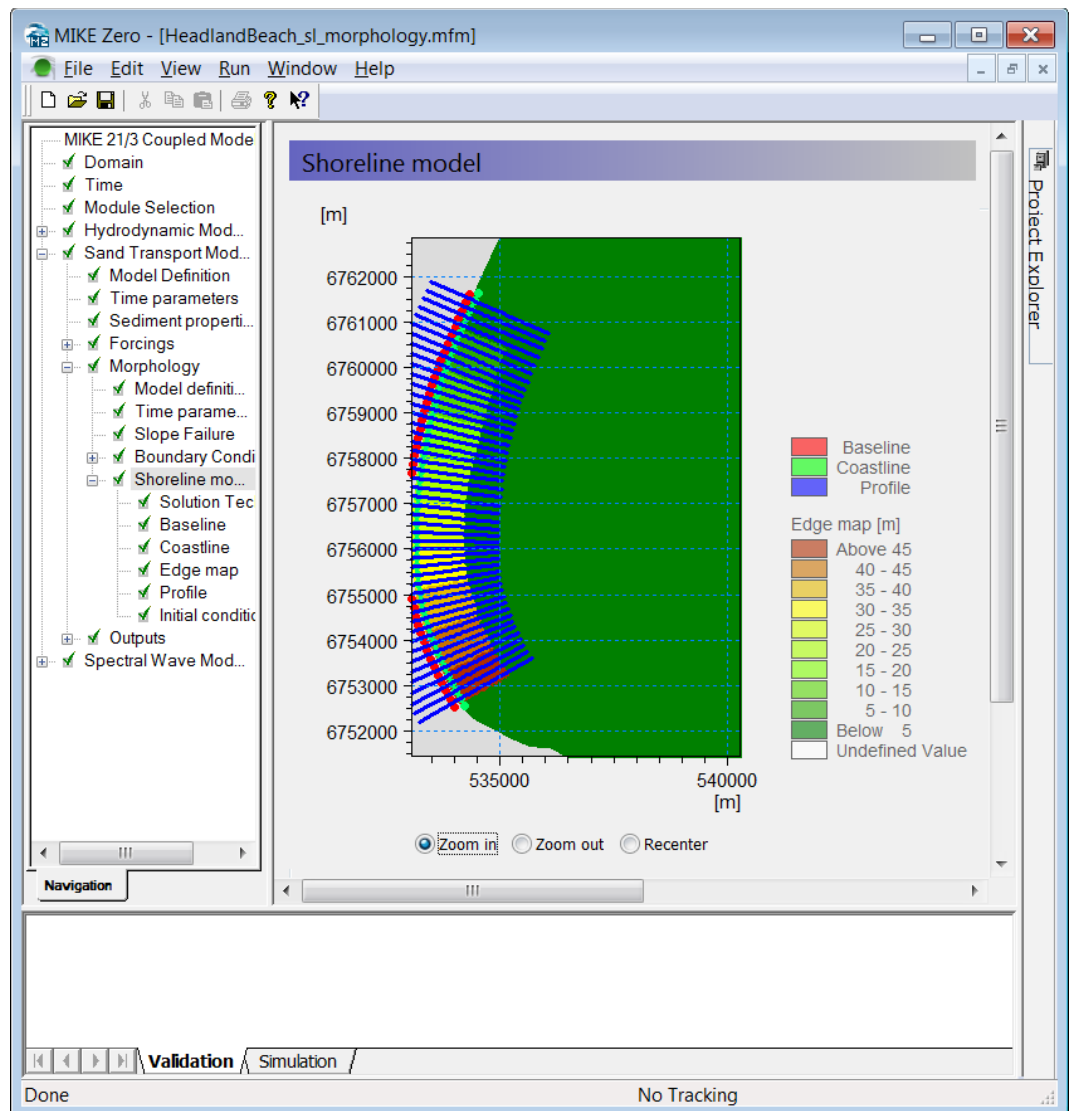 MIKE Zero - [HeadlandBeach_sl_morphology.mfm]
File Edit View Run Window Help
MIKE 21/3 Coupled Mode
Domain
Time
Module Selection
Hydrodynamic Mod...
Sand Transport Mod...
Model Definition
Time parameters
Sediment properti...
Forcings
Morphology
Model definiti...
Time parame...
Slope Failure
Boundary Condi
Shoreline mo...
Solution Tec
Baseline
Coastline
Edge map
Profile
Initial conditic
Outputs
Spectral Wave Mod...
Navigation
Shoreline model
[m]
6762000
6761000
6760000
6759000
6758000
6757000
6756000
6755000
6754000
6753000
6752000
535000 540000
[m]
Baseline
Coastline
Profile
Edge map [m]
Above 45
40 - 45
35 - 40
30 - 35
25 - 30
20 - 25
15 - 20
10 - 15
5 - 10
Below 5
Undefined Value
Zoom in Zoom out Recenter
Project Explorer
Validation Simulation
Done No Tracking